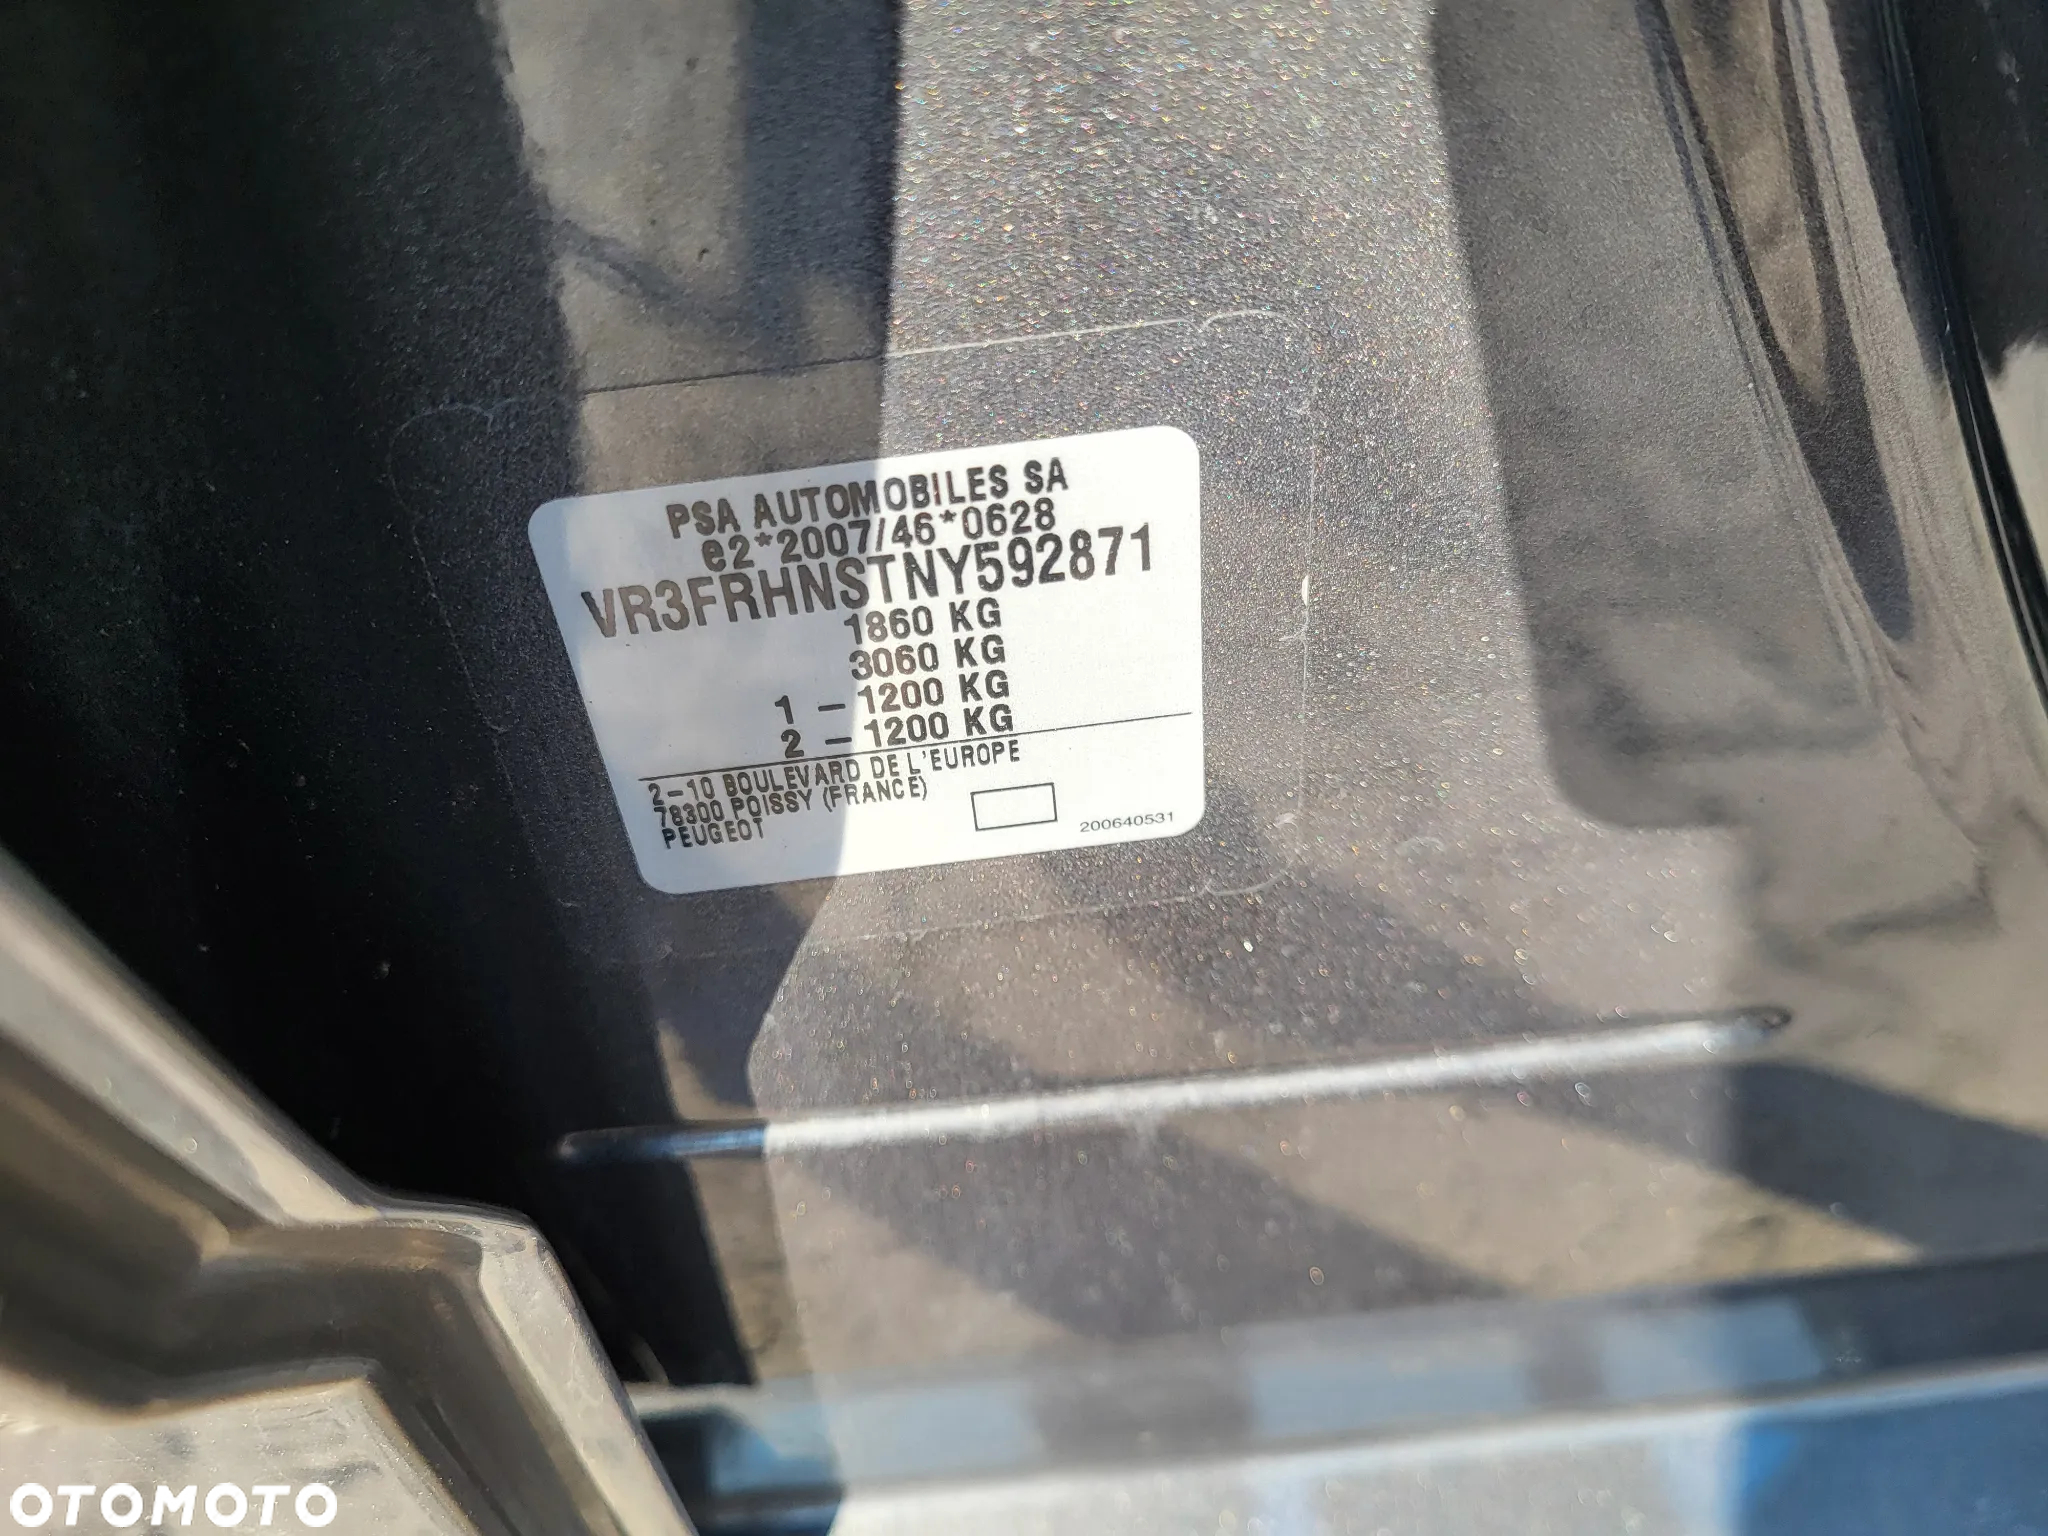 PSA AUTOMOBILES SA
e2*2007/46*0628
VR3FRHNSTNY592871
1860 KG
3060 KG
1 – 1200 KG
2 – 1200 KG
2-10 BOULEVARD DE L'EUROPE
78300 POISSY (FRANCE)
PEUGEOT
200640531
OTOMOTO